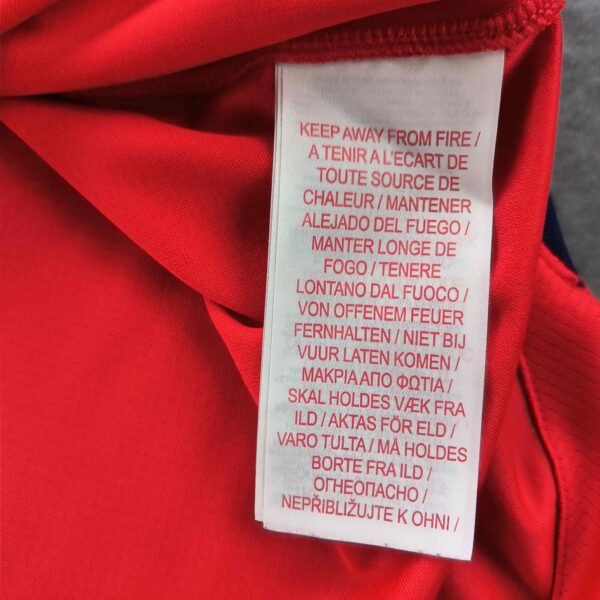 KEEP AWAY FROM FIRE /
A TENIR A L'ECART DE
TOUTE SOURCE DE
CHALEUR / MANTENER
ALEJADO DEL FUEGO /
MANTER LONGE DE
FOGO / TENERE
LONTANO DAL FUOCO /
VON OFFENEM FEUER
FERNHALTEN / NIET BIJ
VUUR LATEN KOMEN /
ΜΑΚΡΙΑ ΑΠΟ ΦΩΤΙΑ /
SKAL HOLDES VÆK FRA
ILD / AKTAS FÖR ELD /
VARO TULTA / MÅ HOLDES
BORTE FRA ILD /
ОГНЕОПАСНО /
NEPŘIBLIŽUJTE K OHNI /